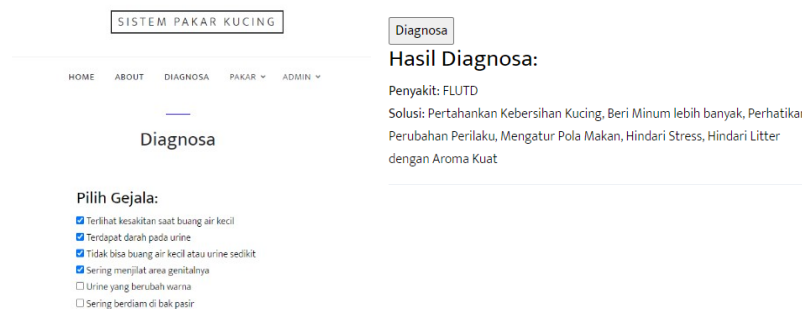 SISTEM PAKAR KUCING
HOME ABOUT DIAGNOSA PAKAR ADMIN
Diagnosa
Pilih Gejala:
Terlihat kesakitan saat buang air kecil
Terdapat darah pada urine
Tidak bisa buang air kecil atau urine sedikit
Sering menjilat area genitalnya
Urine yang berubah warna
Sering berdiam di bak pasir
Diagnosa
Hasil Diagnosa:
Penyakit: FLUTD
Solusi: Pertahankan Kebersihan Kucing, Beri Minum lebih banyak, Perhatikan
Perubahan Perilaku, Mengatur Pola Makan, Hindari Stress, Hindari Litter
dengan Aroma Kuat